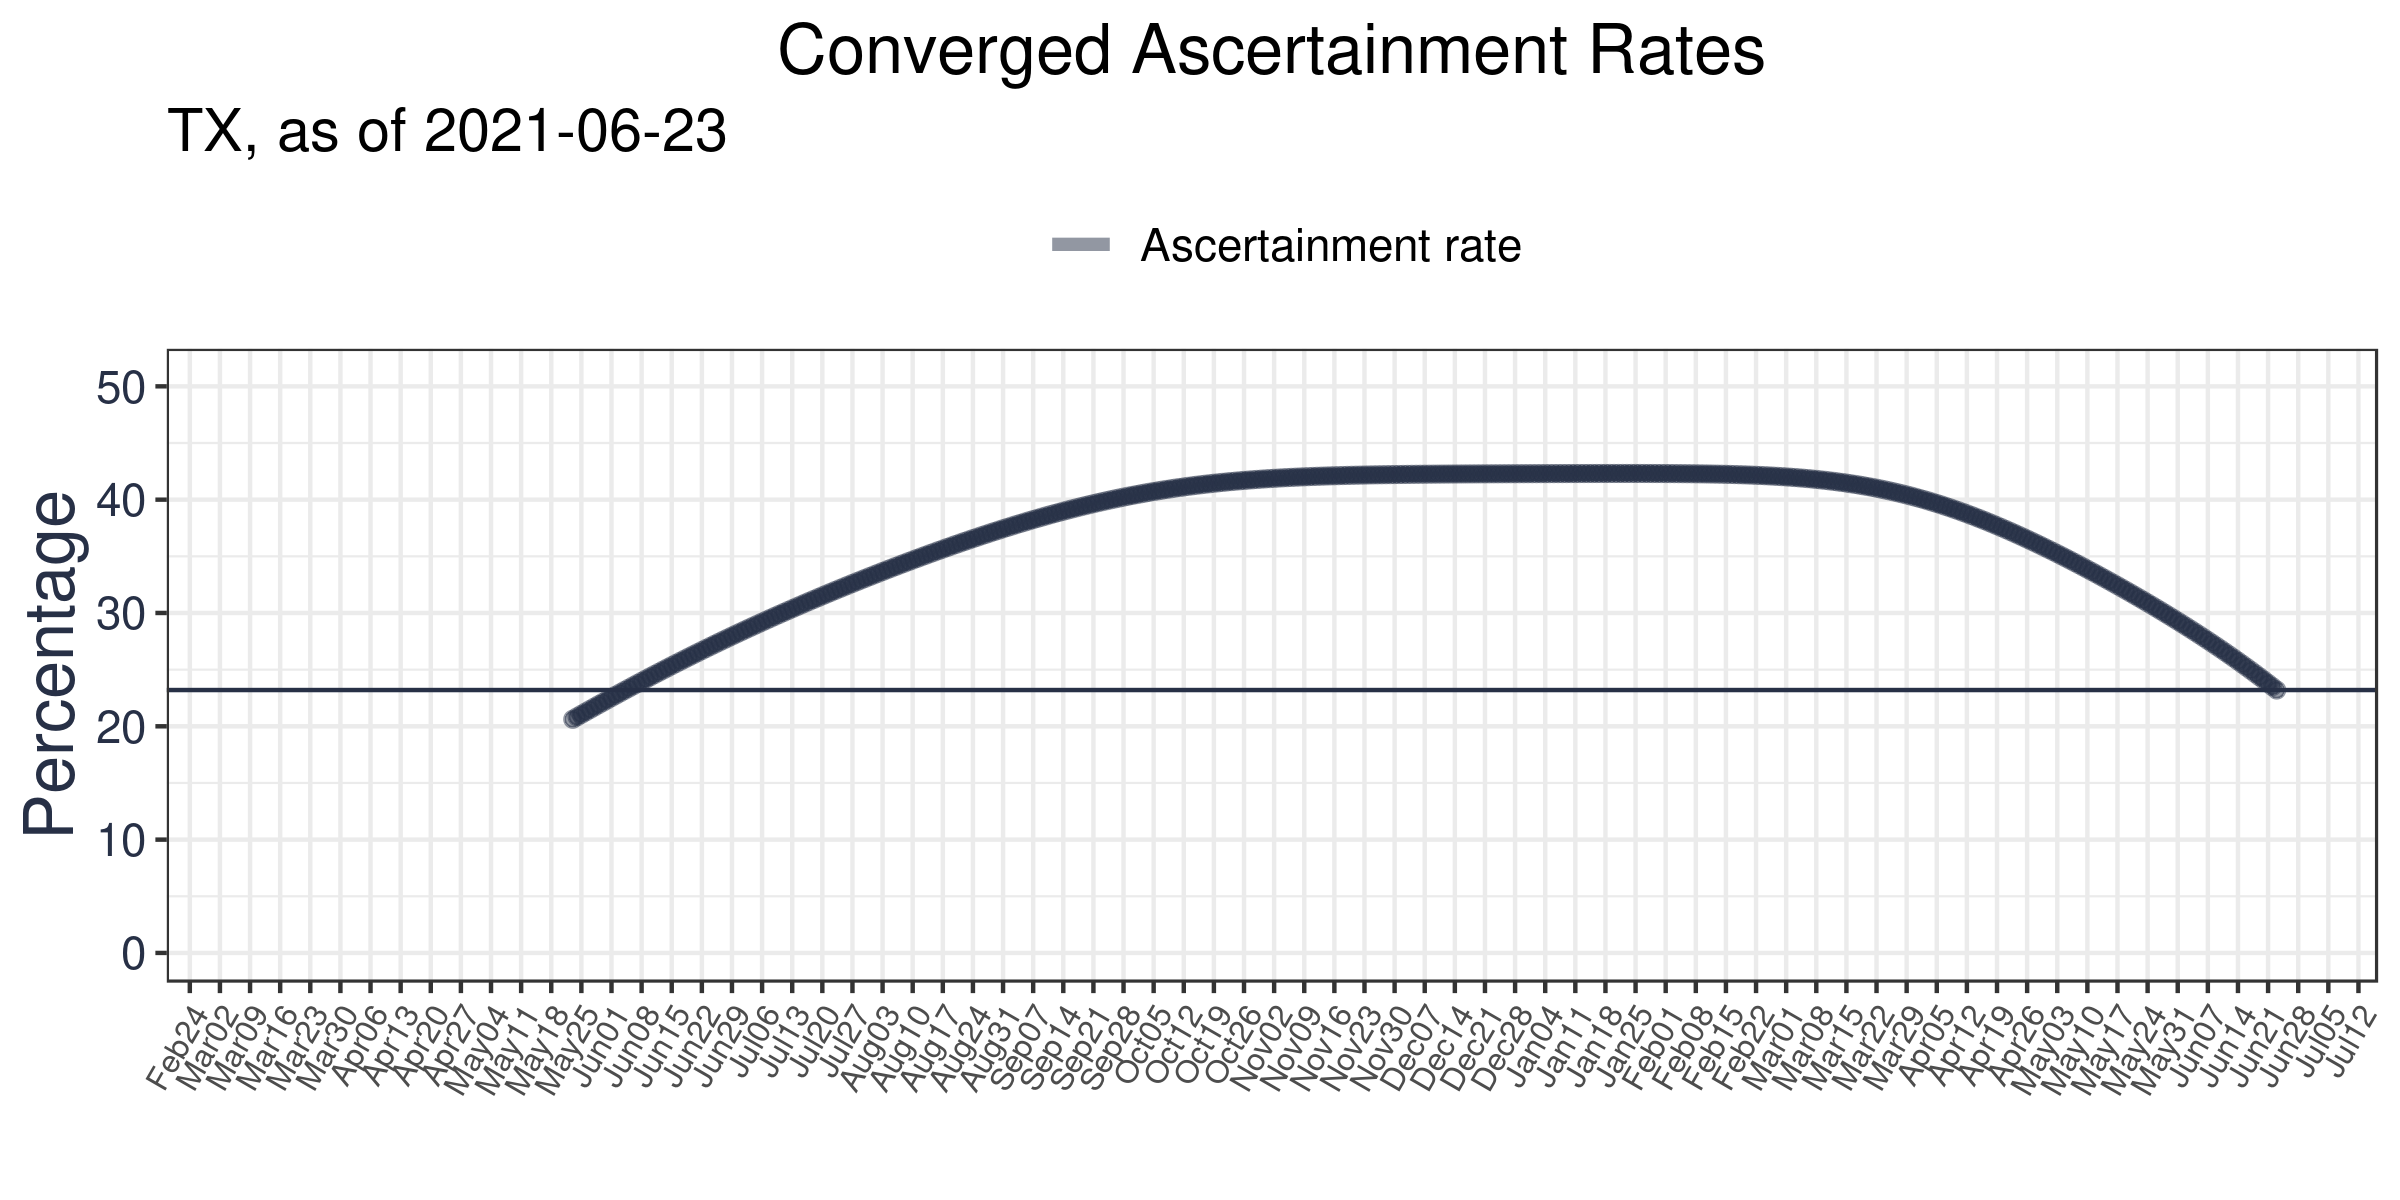 Converged Ascertainment Rates
TX, as of 2021-06-23
Ascertainment rate
Percentage
50
40
30
20
10
0
Feb24
Mar02
Mar09
Mar16
Mar23
Mar30
Apr06
Apr13
Apr20
Apr27
May04
May11
May18
May25
Jun01
Jun08
Jun15
Jun22
Jun29
Jul06
Jul13
Jul20
Jul27
Aug03
Aug10
Aug17
Aug24
Aug31
Sep07
Sep14
Sep21
Sep28
Oct05
Oct12
Oct19
Oct26
Nov02
Nov09
Nov16
Nov23
Nov30
Dec07
Dec14
Dec21
Dec28
Jan04
Jan11
Jan18
Jan25
Feb01
Feb08
Feb15
Feb22
Mar01
Mar08
Mar15
Mar22
Mar29
Apr05
Apr12
Apr19
Apr26
May03
May10
May17
May24
May31
Jun07
Jun14
Jun21
Jun28
Jul05
Jul12